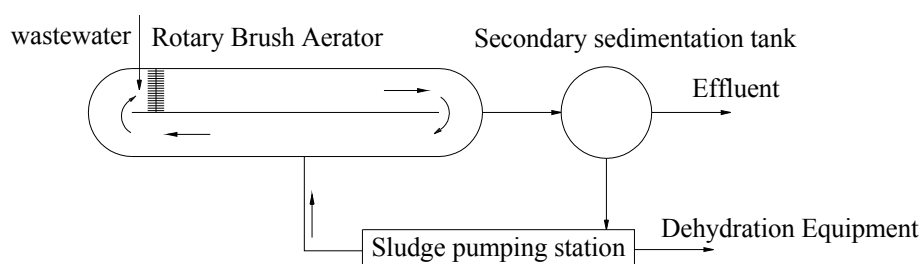 wastewater
Rotary Brush Aerator
Secondary sedimentation tank
Effluent
Dehydration Equipment
Sludge pumping station